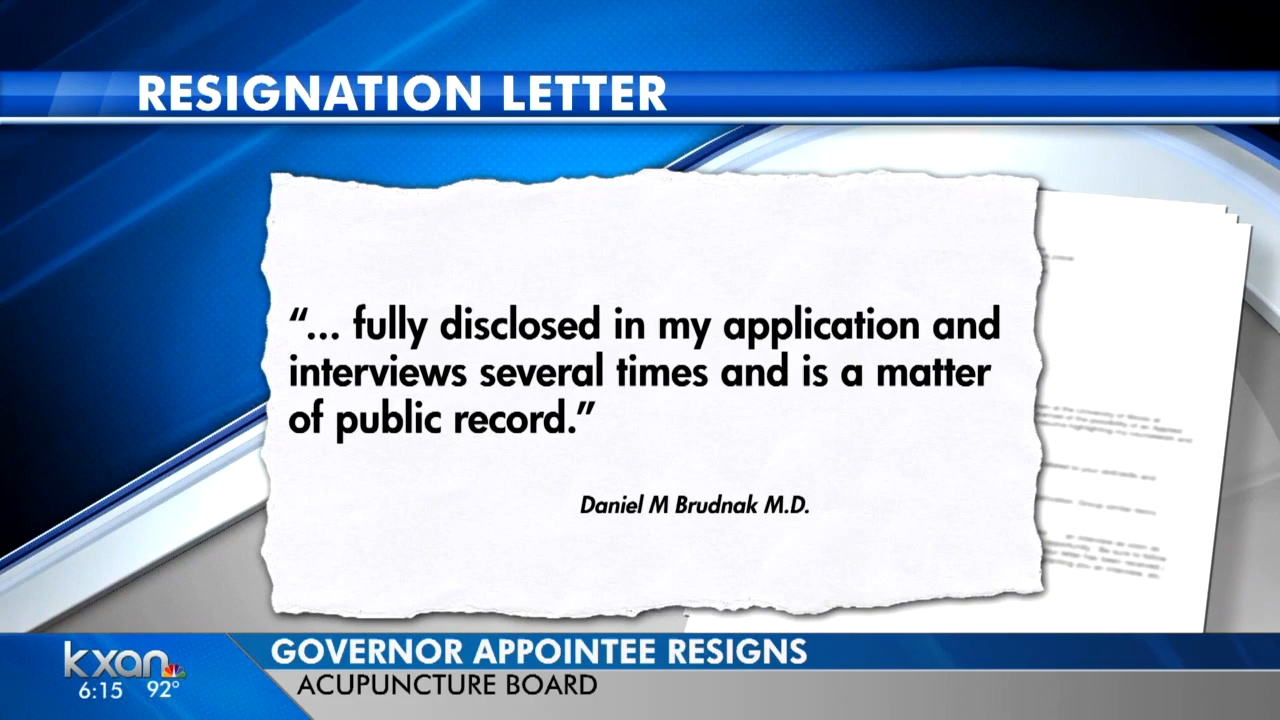 RESIGNATION LETTER
“... fully disclosed in my application and
interviews several times and is a matter
of public record.”
Daniel M Brudnak M.D.
kxan
6:15 92°
GOVERNOR APPOINTEE RESIGNS
ACUPUNCTURE BOARD